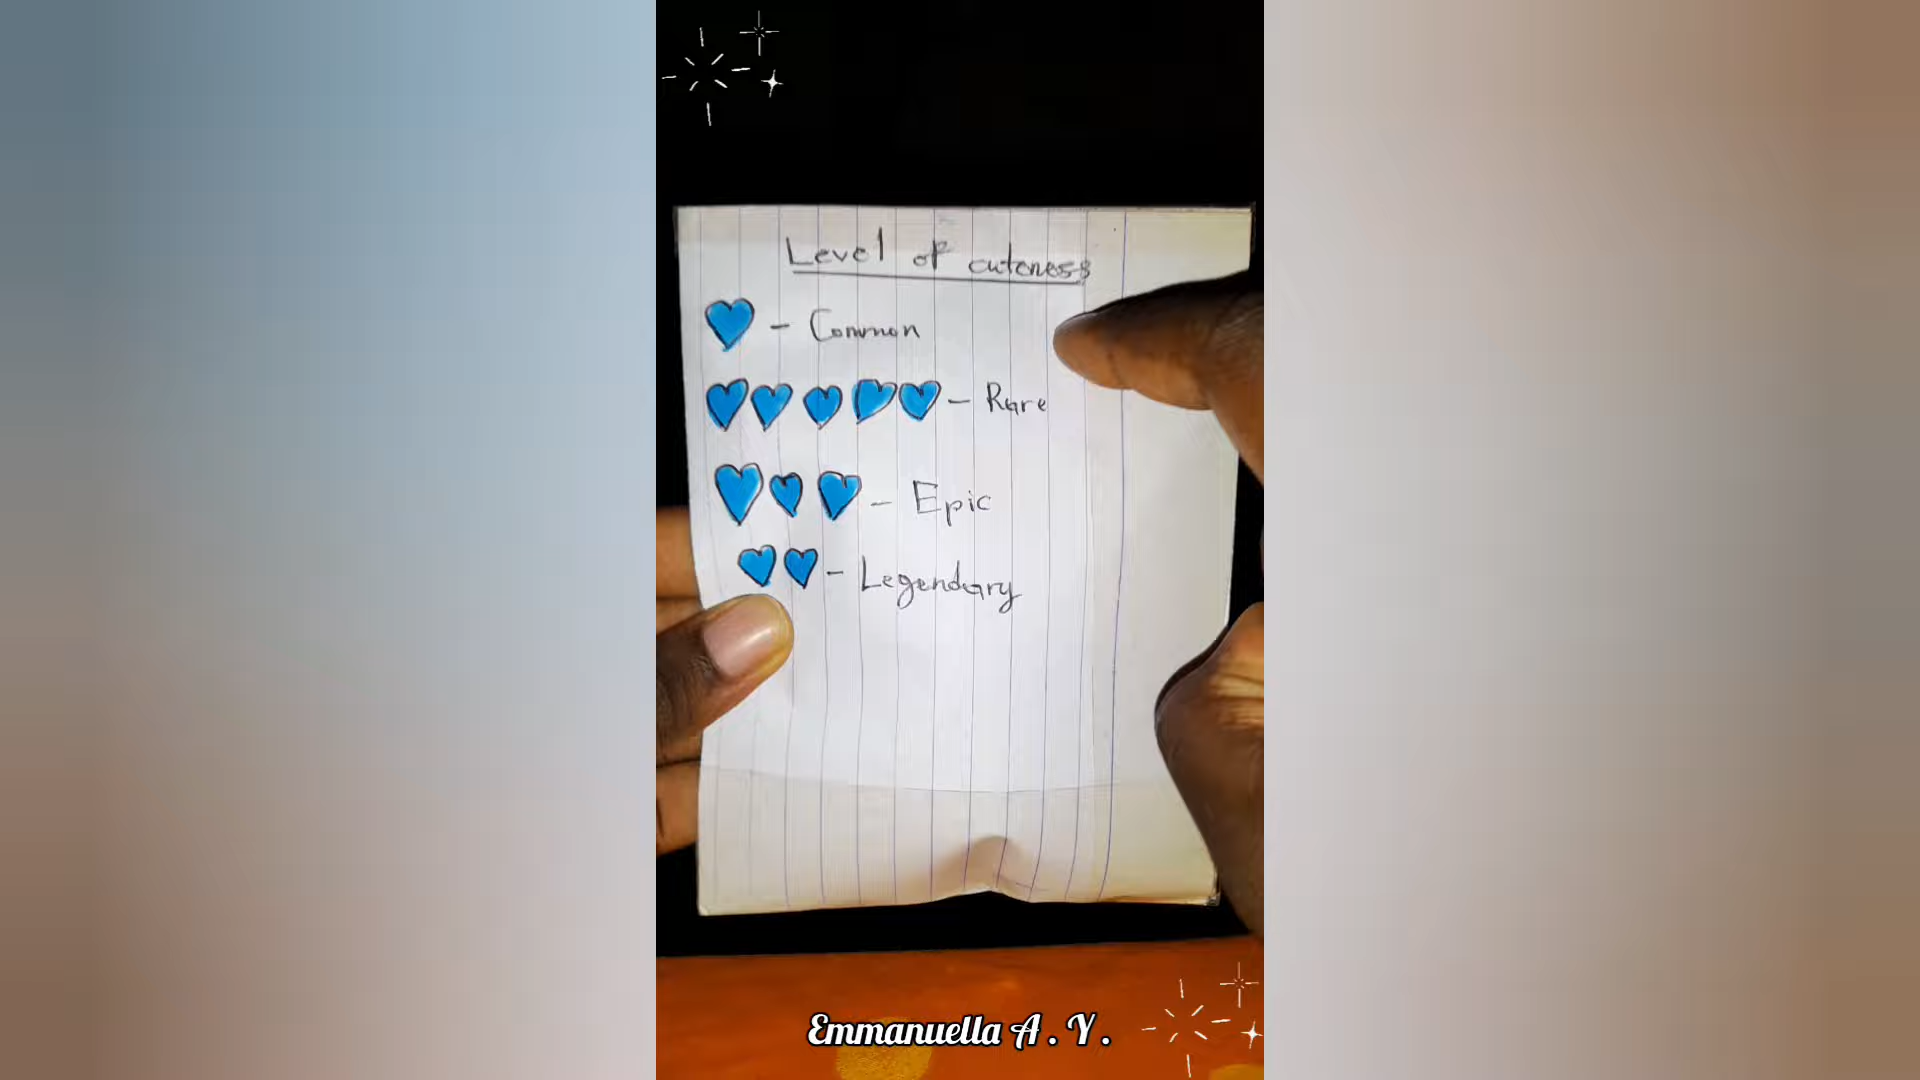 Level of cuteness
- Common
- Rare
- Epic
- Legendary
Emmanuella A . Y .